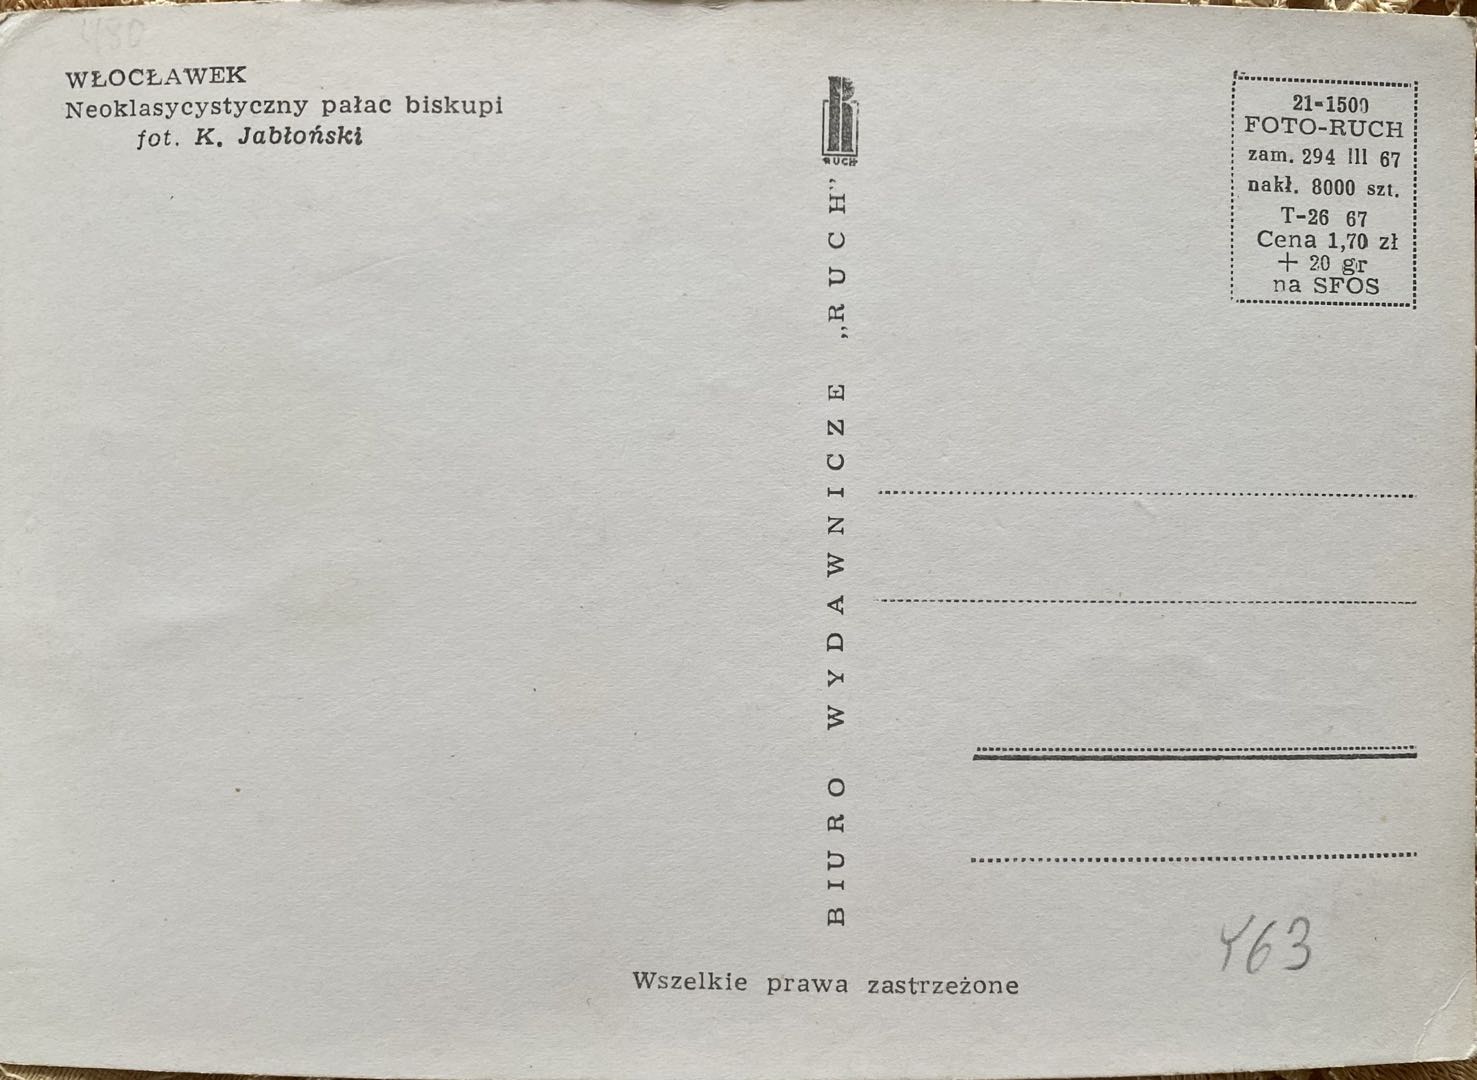 480
WŁOCŁAWEK
Neoklasycystyczny pałac biskupi
fot. K. Jabłoński
RUCH
BIURO WYDAWNICZE „RUCH”
21-1500
FOTO-RUCH
zam. 294 III 67
nakł. 8000 szt.
T-26 67
Cena 1,70 zł
+ 20 gr
na SFOS
463
Wszelkie prawa zastrzeżone